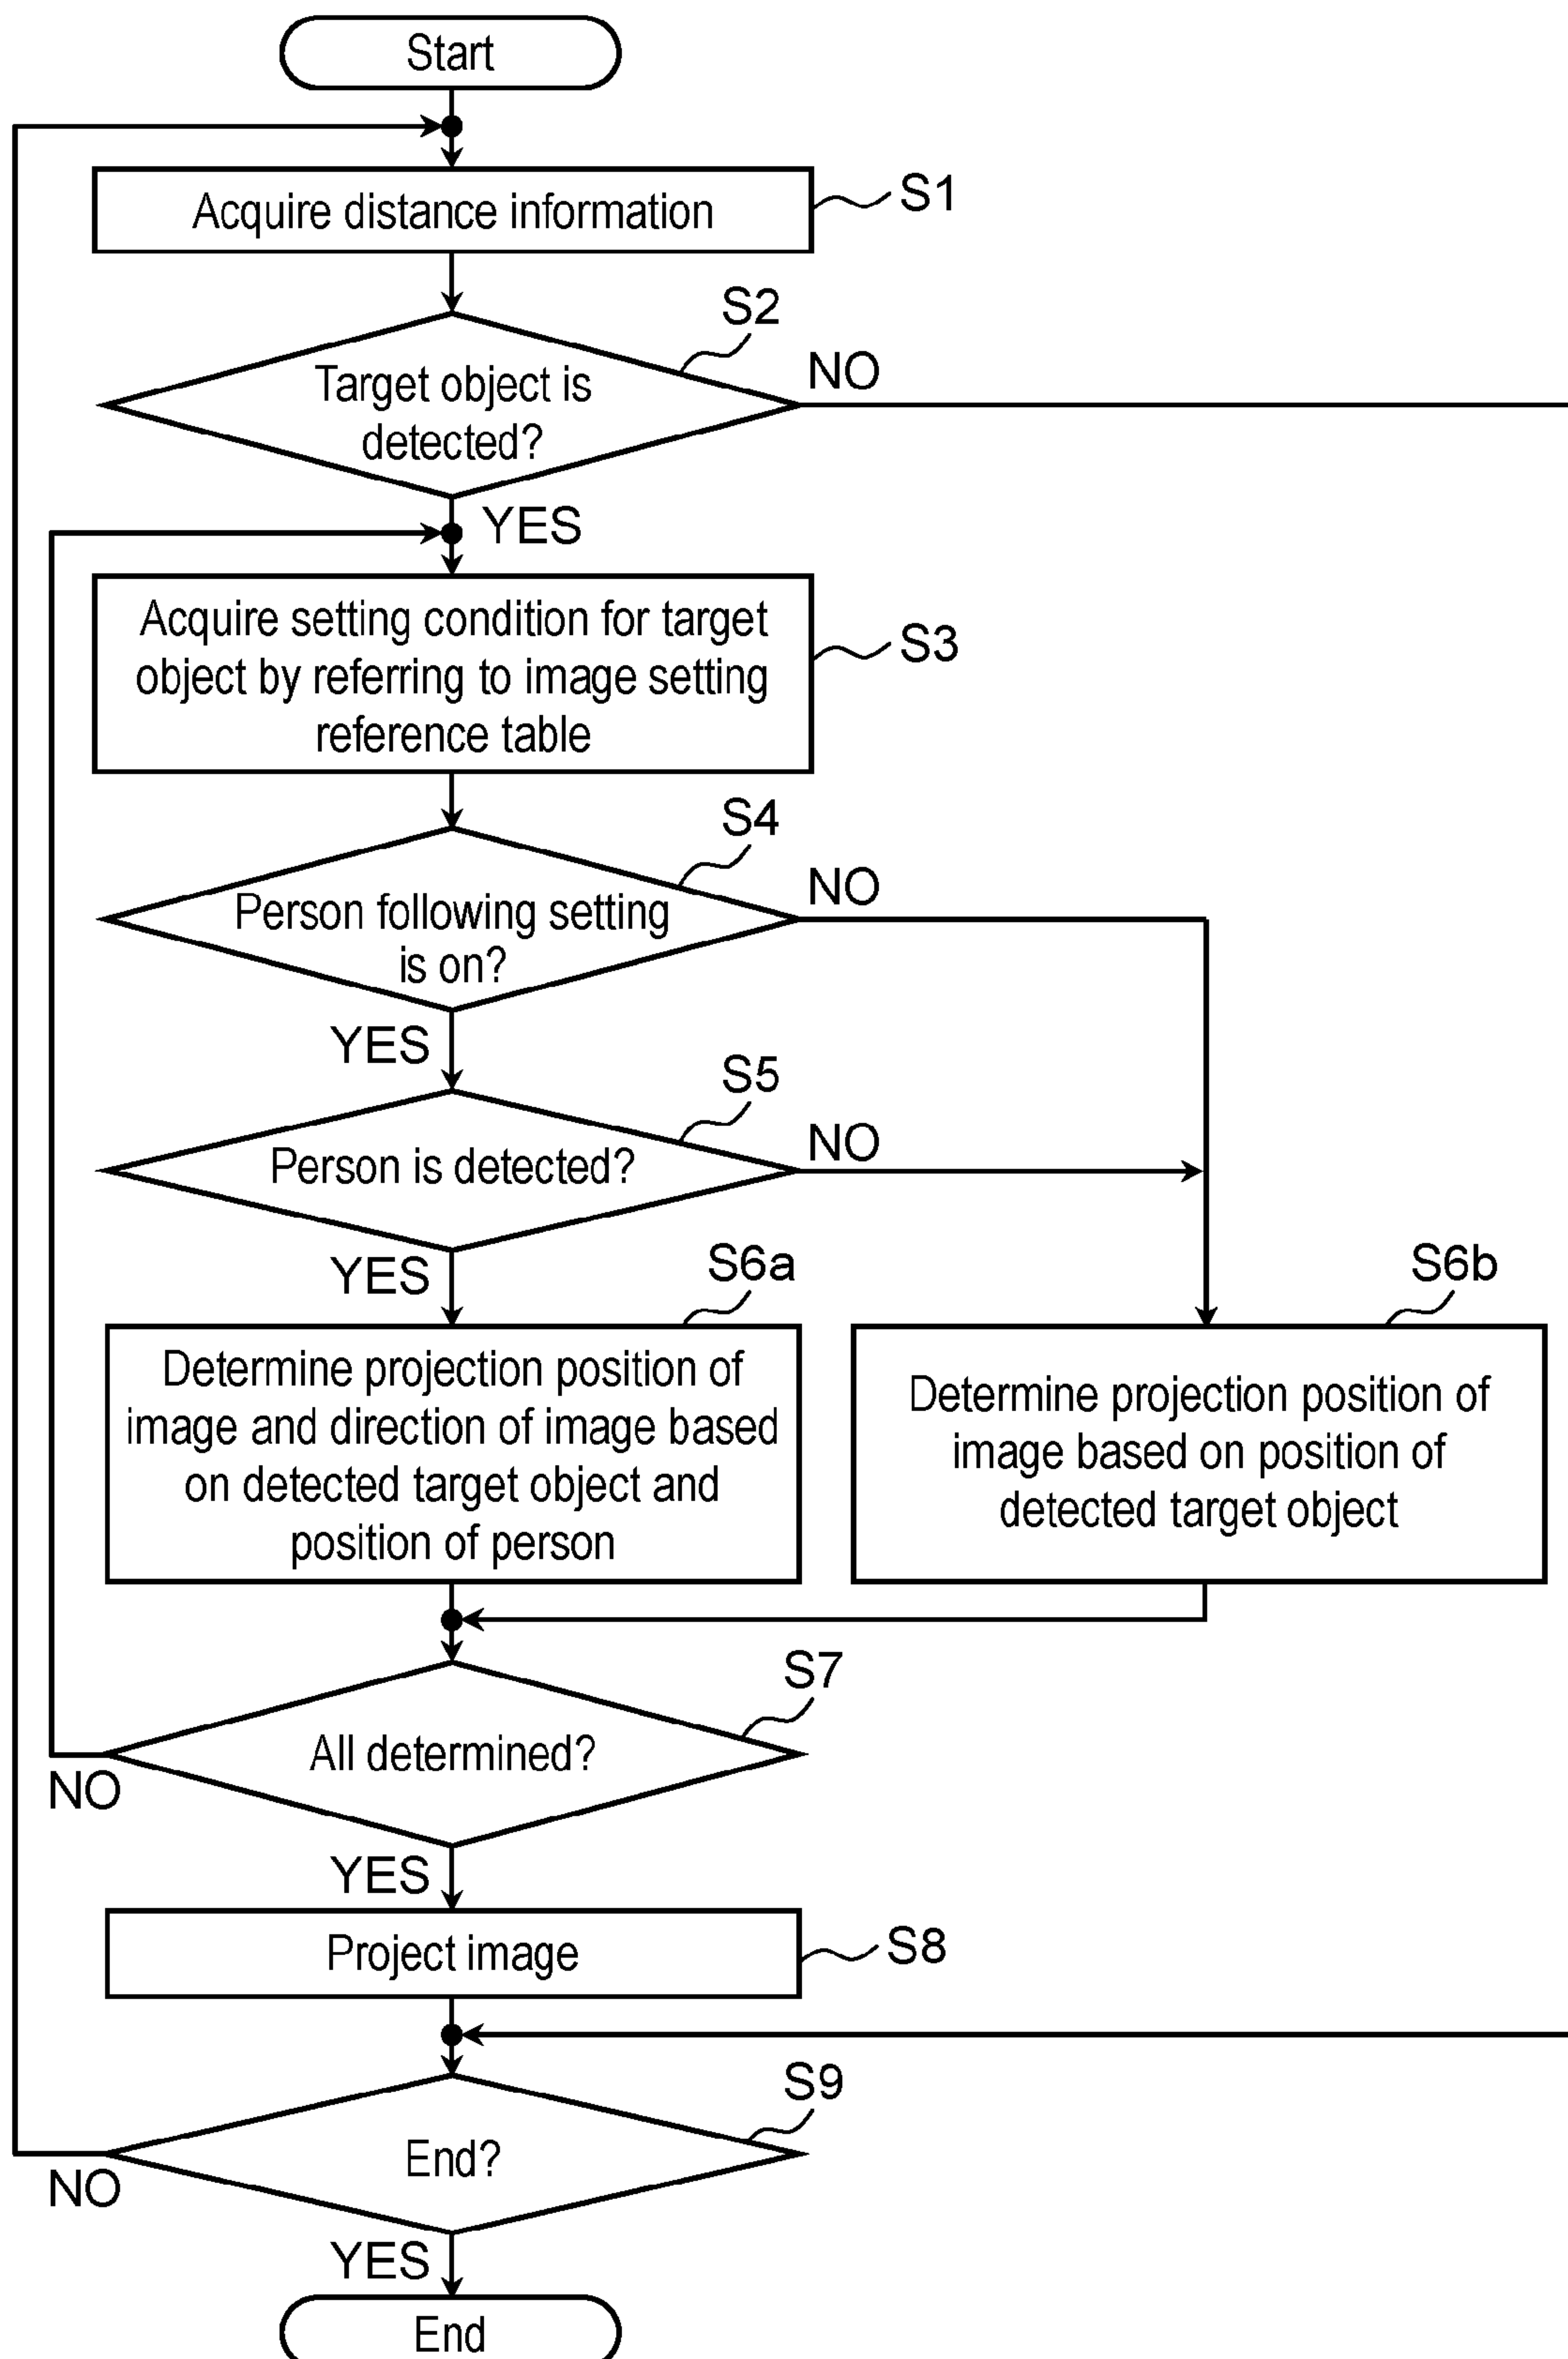 Start
Acquire distance information
S1
S2
Target object is
detected?
NO
YES
Acquire setting condition for target
object by referring to image setting
reference table
S3
S4
Person following setting
is on?
NO
YES
S5
Person is detected?
NO
YES
S6a
Determine projection position of
image and direction of image based
on detected target object and
position of person
S6b
Determine projection position of
image based on position of
detected target object
S7
All determined?
NO
YES
Project image
S8
S9
End?
NO
YES
End